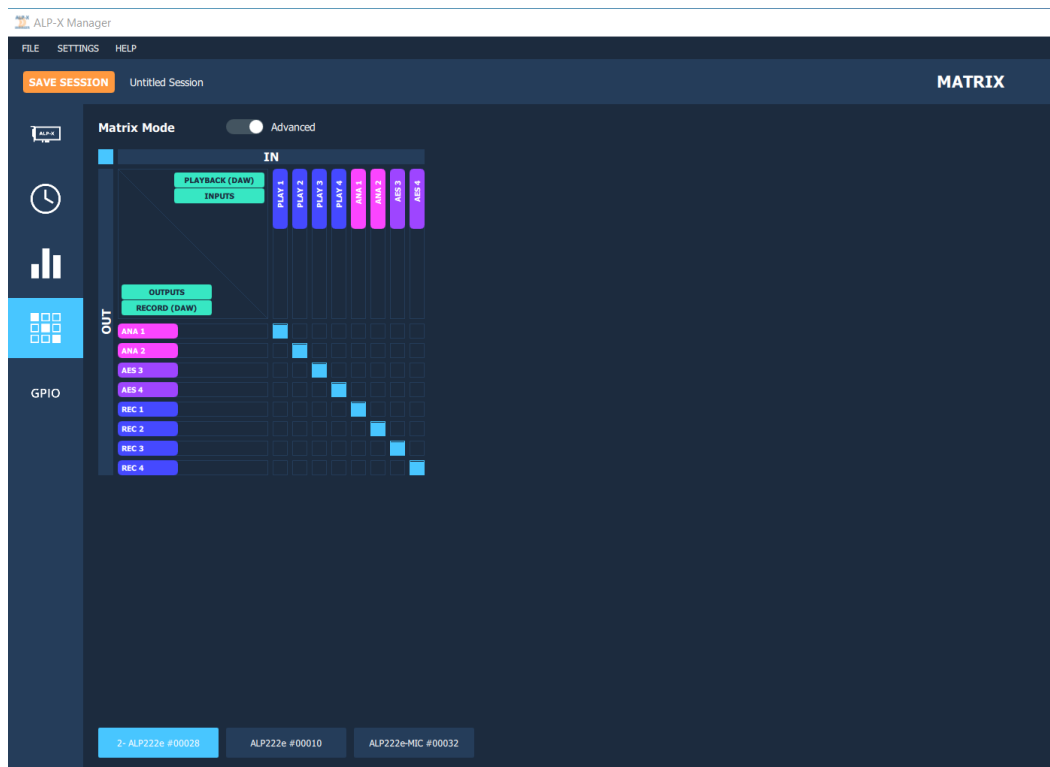 ALP-X Manager
FILE SETTINGS HELP
SAVE SESSION Untitled Session MATRIX
ALP-X
Matrix Mode Advanced
IN
PLAYBACK (DAW)
INPUTS
PLAY 1 PLAY 2 PLAY 3 PLAY 4 ANA 1 ANA 2 AES 3 AES 4
OUTPUTS
RECORD (DAW)
OUT
ANA 1
ANA 2
AES 3
AES 4
REC 1
REC 2
REC 3
REC 4
GPIO
2- ALP222e #00028 ALP222e #00010 ALP222e-MIC #00032